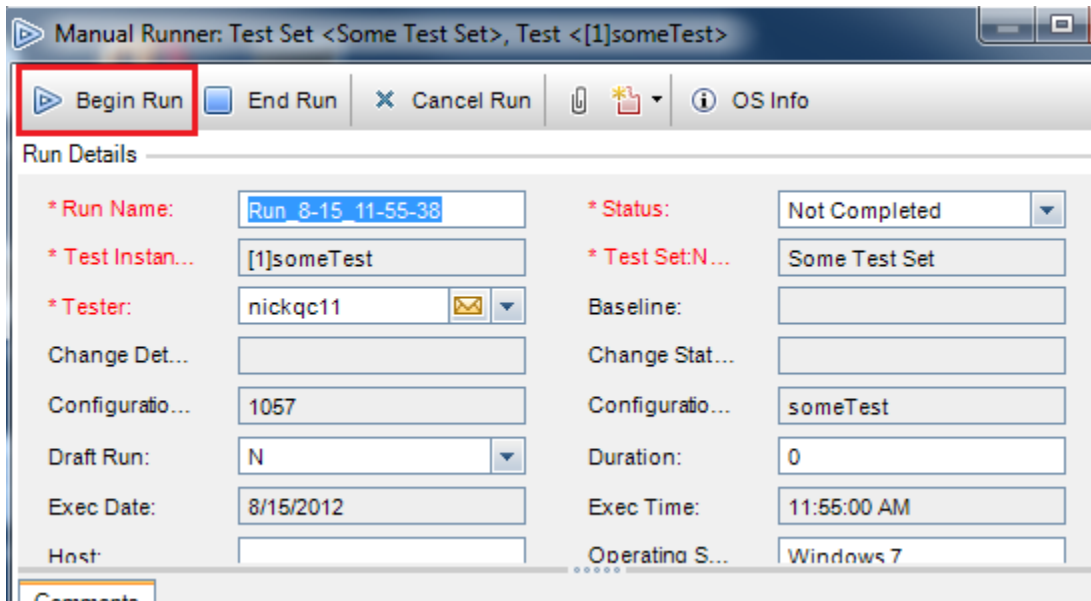 Manual Runner: Test Set <Some Test Set>, Test <[1]someTest>
Begin Run End Run Cancel Run OS Info
Run Details
* Run Name: Run_8-15_11-55-38 * Status: Not Completed
* Test Instan... [1]someTest * Test Set:N... Some Test Set
* Tester: nickqc11 Baseline:
Change Det... Change Stat...
Configuratio... 1057 Configuratio... someTest
Draft Run: N Duration: 0
Exec Date: 8/15/2012 Exec Time: 11:55:00 AM
Host: Operating S... Windows 7
Comments